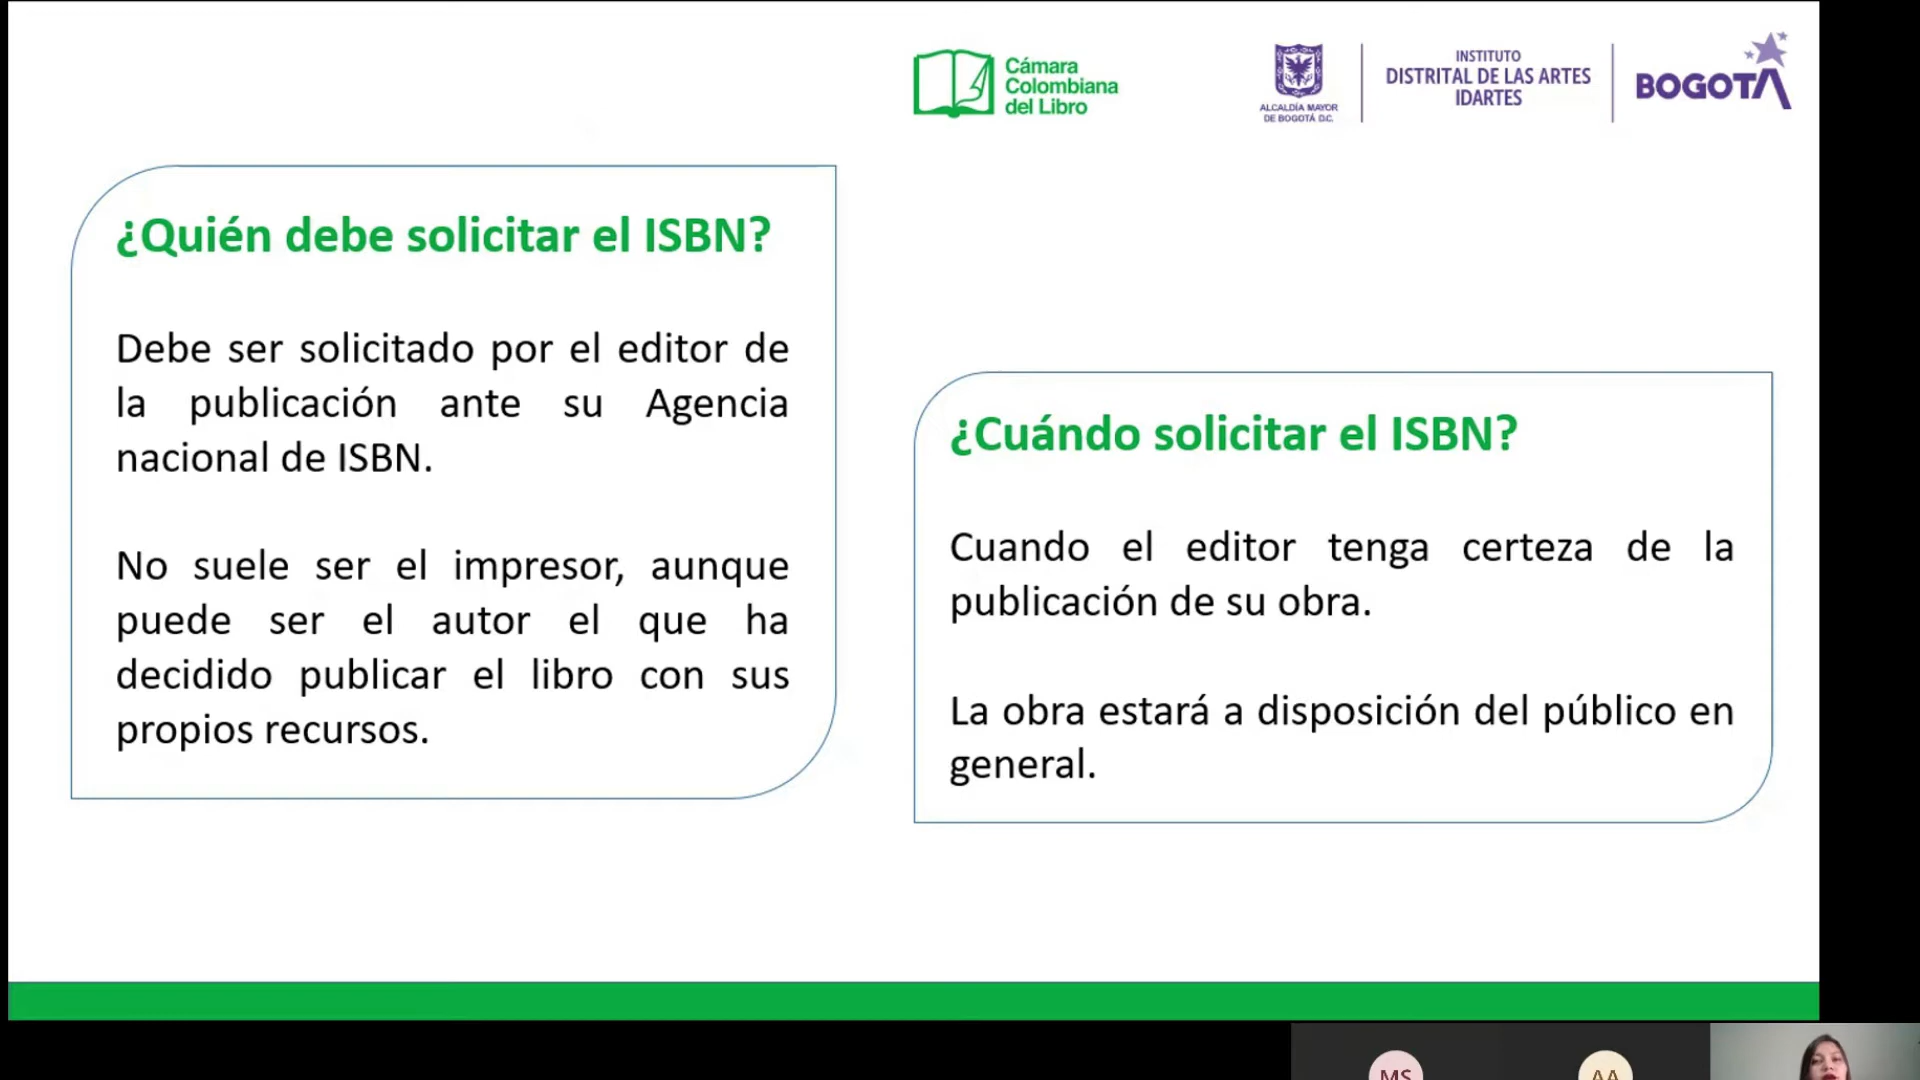 Cámara
Colombiana
del Libro
ALCALDÍA MAYOR
DE BOGOTÁ D.C.
INSTITUTO
DISTRITAL DE LAS ARTES
IDARTES
BOGOTÁ
¿Quién debe solicitar el ISBN?
Debe ser solicitado por el editor de
la publicación ante su Agencia
nacional de ISBN.
No suele ser el impresor, aunque
puede ser el autor el que ha
decidido publicar el libro con sus
propios recursos.
¿Cuándo solicitar el ISBN?
Cuando el editor tenga certeza de la
publicación de su obra.
La obra estará a disposición del público en
general.
MS
AA